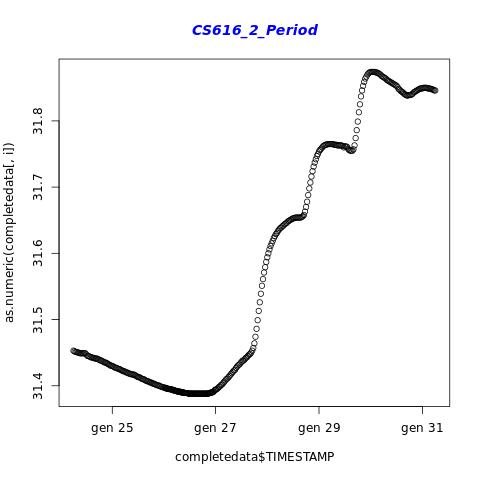 CS616_2_Period
as.numeric(completedata[, i])
31.8
31.7
31.6
31.5
31.4
gen 25
gen 27
gen 29
gen 31
completedata$TIMESTAMP